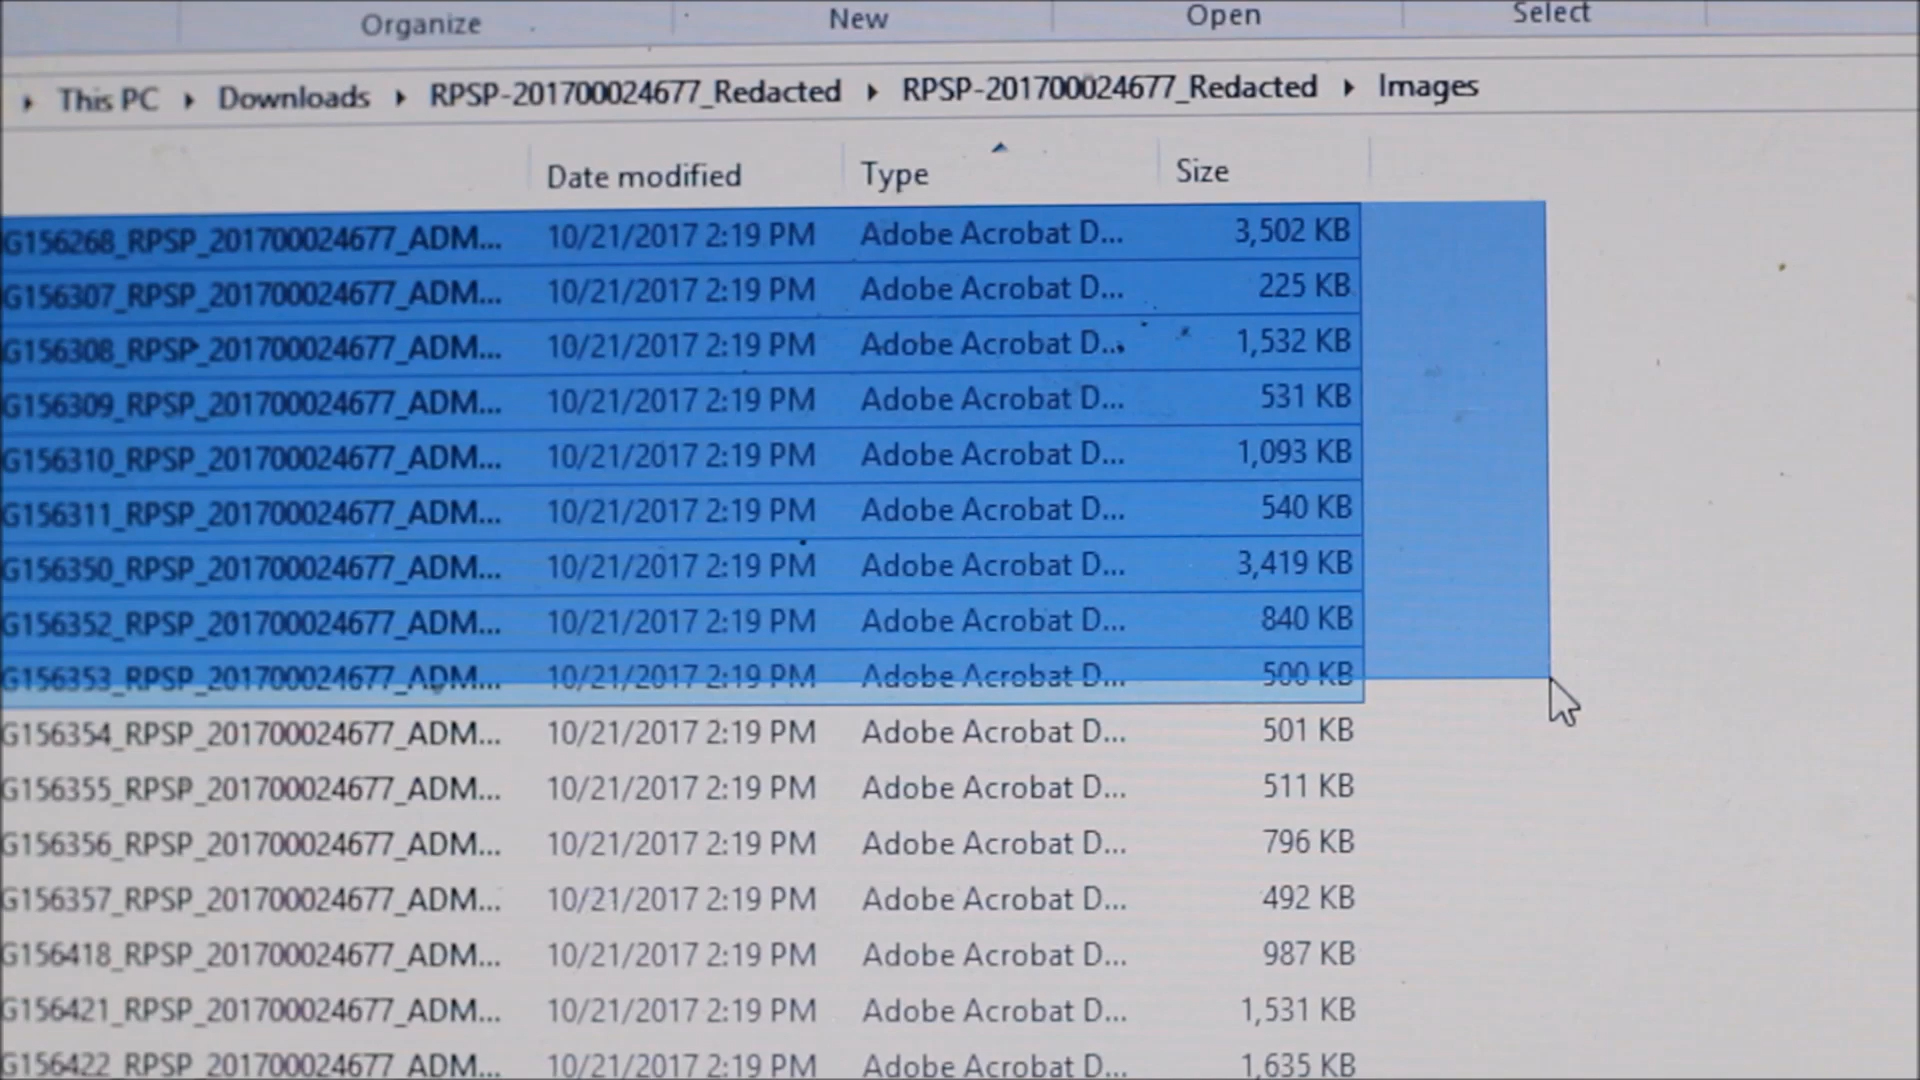 Organize New Open Select
This PC Downloads RPSP-201700024677_Redacted RPSP-201700024677_Redacted Images
Date modified Type Size
G156268_RPSP_201700024677_ADM... 10/21/2017 2:19 PM Adobe Acrobat D... 3,502 KB
G156307_RPSP_201700024677_ADM... 10/21/2017 2:19 PM Adobe Acrobat D... 225 KB
G156308_RPSP_201700024677_ADM... 10/21/2017 2:19 PM Adobe Acrobat D... 1,532 KB
G156309_RPSP_201700024677_ADM... 10/21/2017 2:19 PM Adobe Acrobat D... 531 KB
G156310_RPSP_201700024677_ADM... 10/21/2017 2:19 PM Adobe Acrobat D... 1,093 KB
G156311_RPSP_201700024677_ADM... 10/21/2017 2:19 PM Adobe Acrobat D... 540 KB
G156350_RPSP_201700024677_ADM... 10/21/2017 2:19 PM Adobe Acrobat D... 3,419 KB
G156352_RPSP_201700024677_ADM... 10/21/2017 2:19 PM Adobe Acrobat D... 840 KB
G156353_RPSP_201700024677_ADM... 10/21/2017 2:19 PM Adobe Acrobat D... 500 KB
G156354_RPSP_201700024677_ADM... 10/21/2017 2:19 PM Adobe Acrobat D... 501 KB
G156355_RPSP_201700024677_ADM... 10/21/2017 2:19 PM Adobe Acrobat D... 511 KB
G156356_RPSP_201700024677_ADM... 10/21/2017 2:19 PM Adobe Acrobat D... 796 KB
G156357_RPSP_201700024677_ADM... 10/21/2017 2:19 PM Adobe Acrobat D... 492 KB
G156418_RPSP_201700024677_ADM... 10/21/2017 2:19 PM Adobe Acrobat D... 987 KB
G156421_RPSP_201700024677_ADM... 10/21/2017 2:19 PM Adobe Acrobat D... 1,531 KB
G156422_RPSP_201700024677_ADM... 10/21/2017 2:19 PM Adobe Acrobat D... 1,635 KB